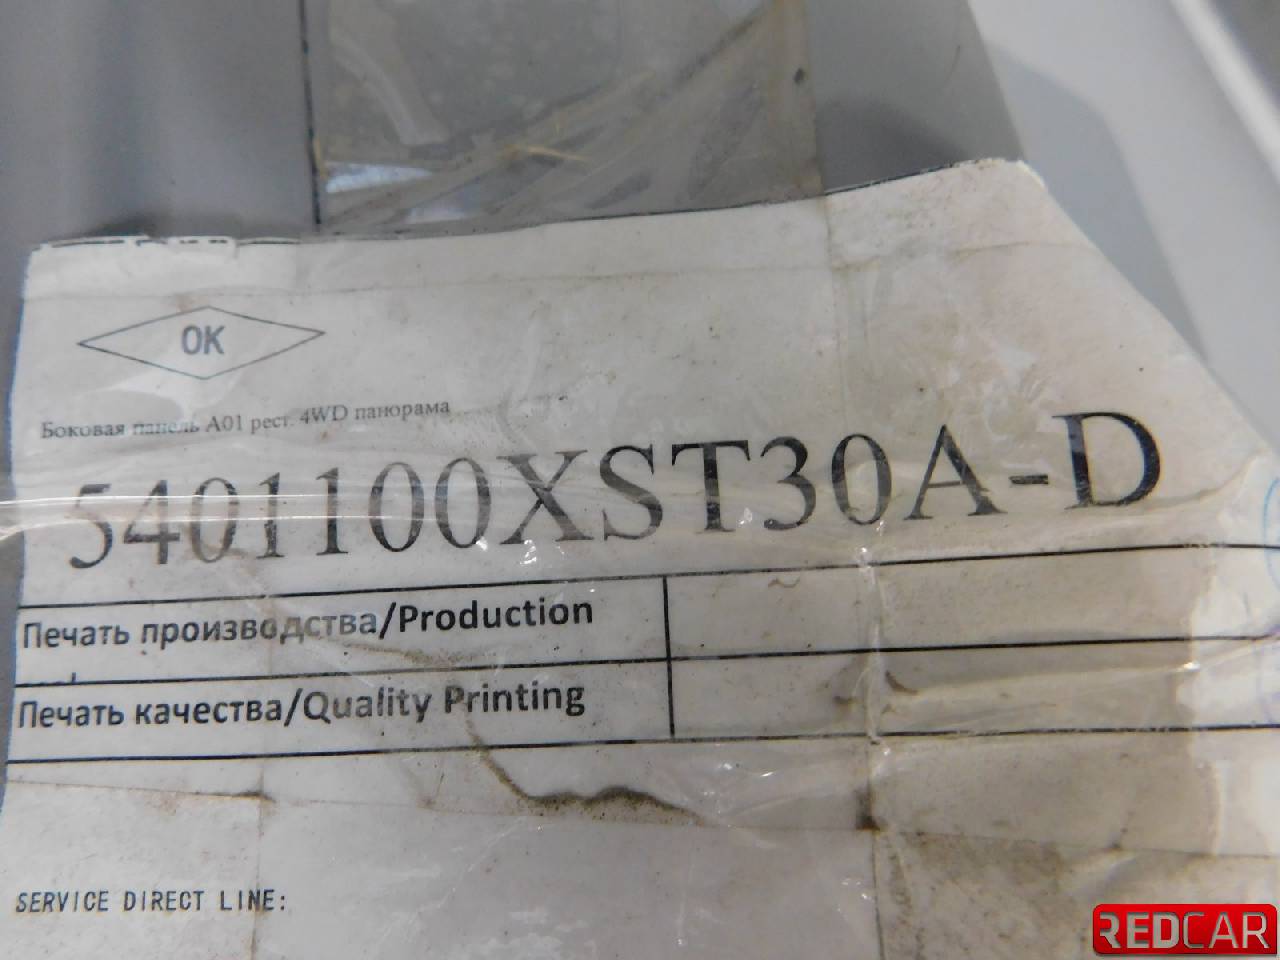 OK
Боковая панель A01 рест. 4WD панорама
5401100XST30A-D
Печать производства/Production
Печать качества/Quality Printing
SERVICE DIRECT LINE:
REDCAR